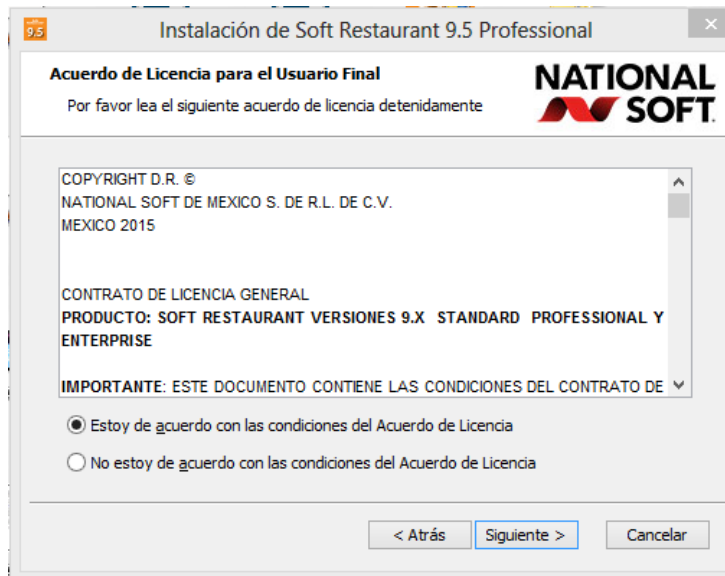 9.5
Instalación de Soft Restaurant 9.5 Professional
Acuerdo de Licencia para el Usuario Final
Por favor lea el siguiente acuerdo de licencia detenidamente
NATIONAL
SOFT.
COPYRIGHT D.R. ©
NATIONAL SOFT DE MEXICO S. DE R.L. DE C.V.
MEXICO 2015
CONTRATO DE LICENCIA GENERAL
PRODUCTO: SOFT RESTAURANT VERSIONES 9.X STANDARD PROFESSIONAL Y
ENTERPRISE
IMPORTANTE: ESTE DOCUMENTO CONTIENE LAS CONDICIONES DEL CONTRATO DE
Estoy de acuerdo con las condiciones del Acuerdo de Licencia
No estoy de acuerdo con las condiciones del Acuerdo de Licencia
< Atrás
Siguiente >
Cancelar